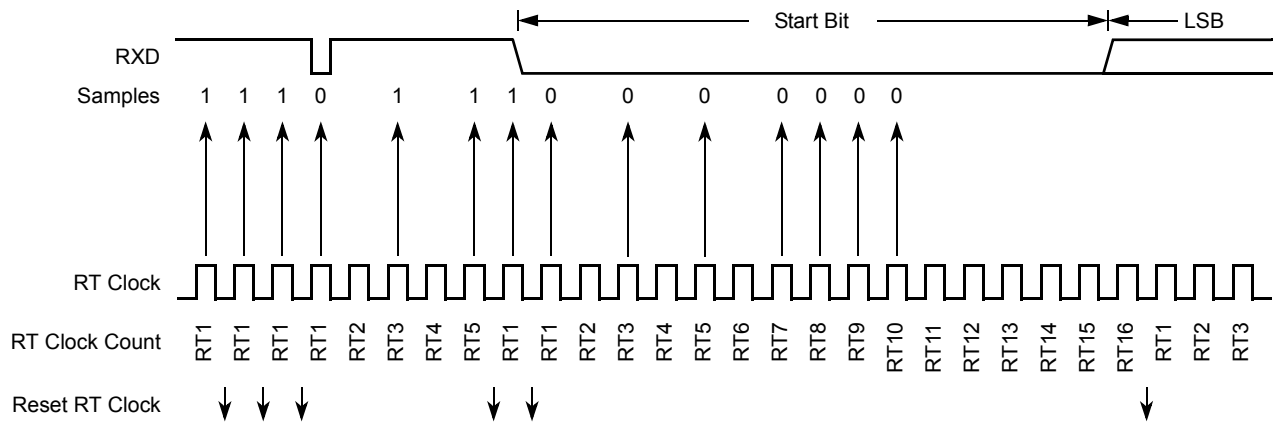 Start Bit LSB
RXD
Samples 1 1 1 0 1 1 1 0 0 0 0 0 0 0
RT Clock
RT Clock Count RT1 RT1 RT1 RT1 RT2 RT3 RT4 RT5 RT1 RT1 RT2 RT3 RT4 RT5 RT6 RT7 RT8 RT9 RT10 RT11 RT12 RT13 RT14 RT15 RT16 RT1 RT2 RT3
Reset RT Clock